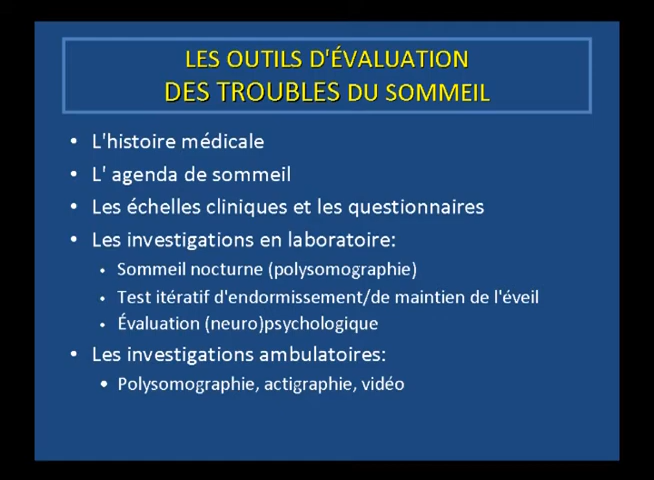 LES OUTILS D'ÉVALUATION
DES TROUBLES DU SOMMEIL
• L'histoire médicale
• L' agenda de sommeil
• Les échelles cliniques et les questionnaires
• Les investigations en laboratoire:
• Sommeil nocturne (polysomographie)
• Test itératif d'endormissement/de maintien de l'éveil
• Évaluation (neuro)psychologique
• Les investigations ambulatoires:
• Polysomographie, actigraphie, vidéo